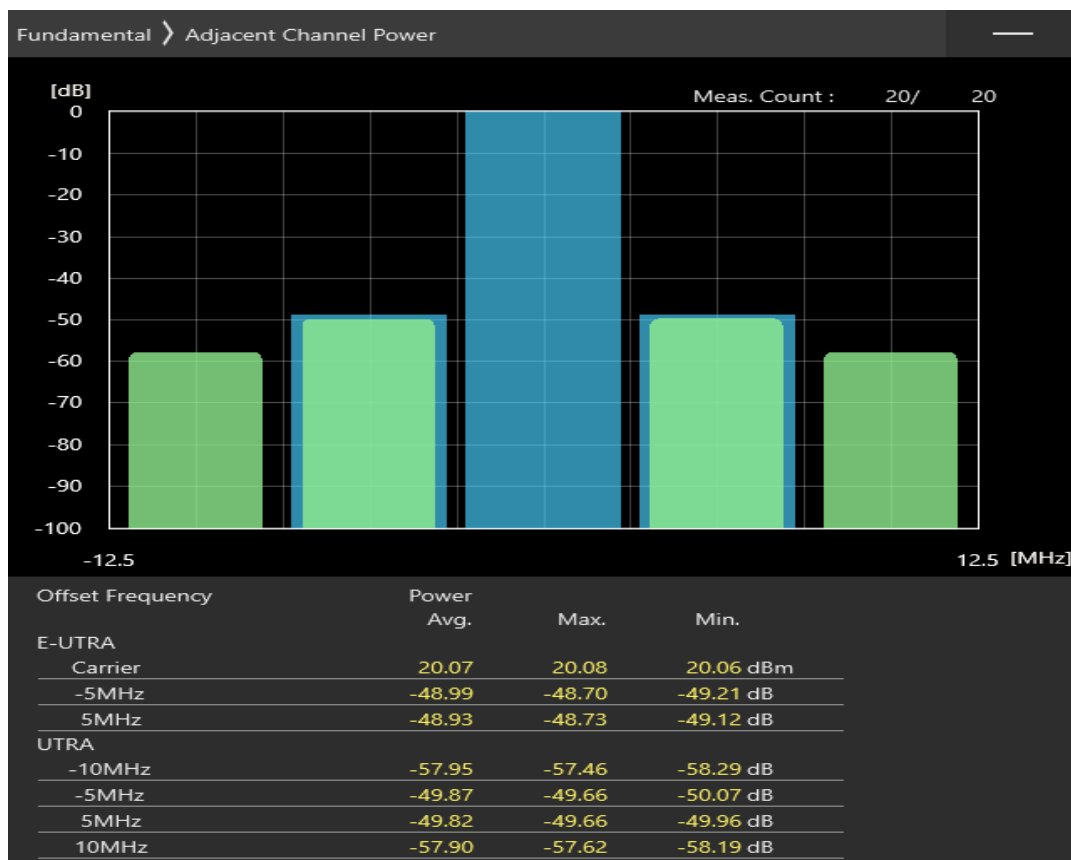 Fundamental ❯ Adjacent Channel Power
[dB]
Meas. Count : 20/ 20
0
-10
-20
-30
-40
-50
-60
-70
-80
-90
-100
-12.5 12.5 [MHz]
Offset Frequency Power
Avg. Max. Min.
E-UTRA
Carrier 20.07 20.08 20.06 dBm
-5MHz -48.99 -48.70 -49.21 dB
5MHz -48.93 -48.73 -49.12 dB
UTRA
-10MHz -57.95 -57.46 -58.29 dB
-5MHz -49.87 -49.66 -50.07 dB
5MHz -49.82 -49.66 -49.96 dB
10MHz -57.90 -57.62 -58.19 dB